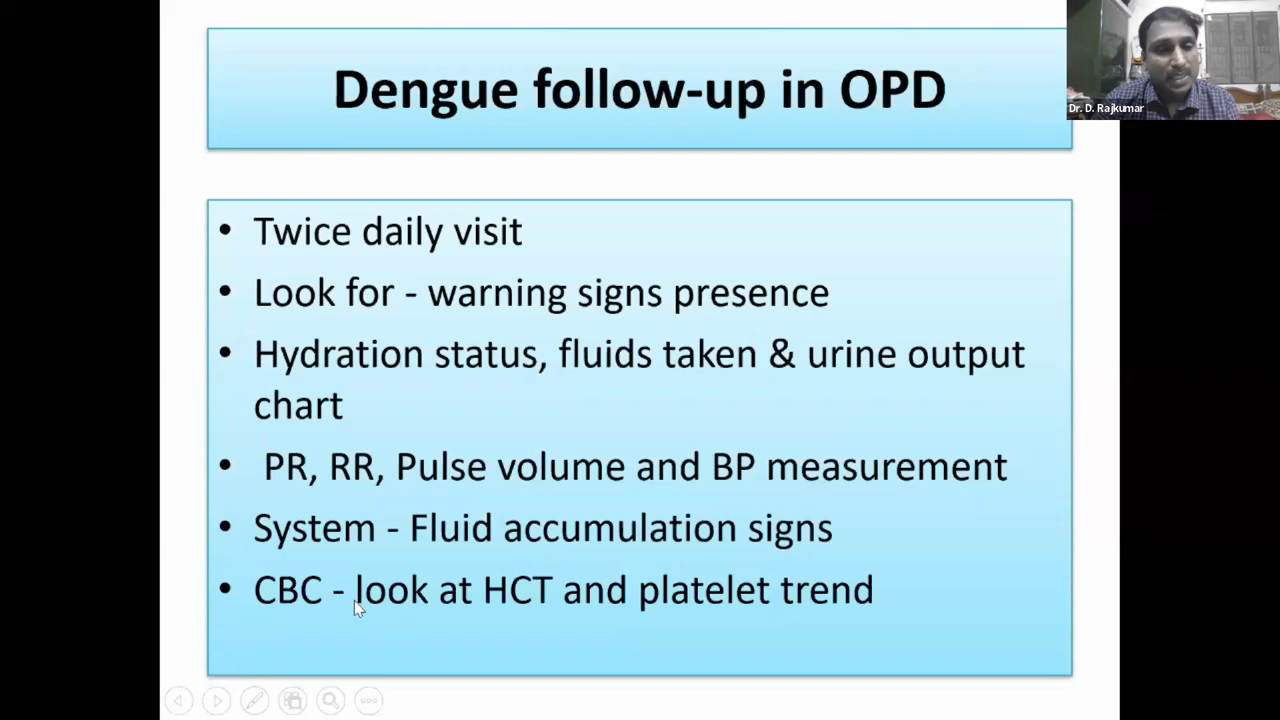 Dengue follow-up in OPD
Dr. D. Rajkumar
• Twice daily visit
• Look for - warning signs presence
• Hydration status, fluids taken & urine output
chart
• PR, RR, Pulse volume and BP measurement
• System - Fluid accumulation signs
• CBC - look at HCT and platelet trend